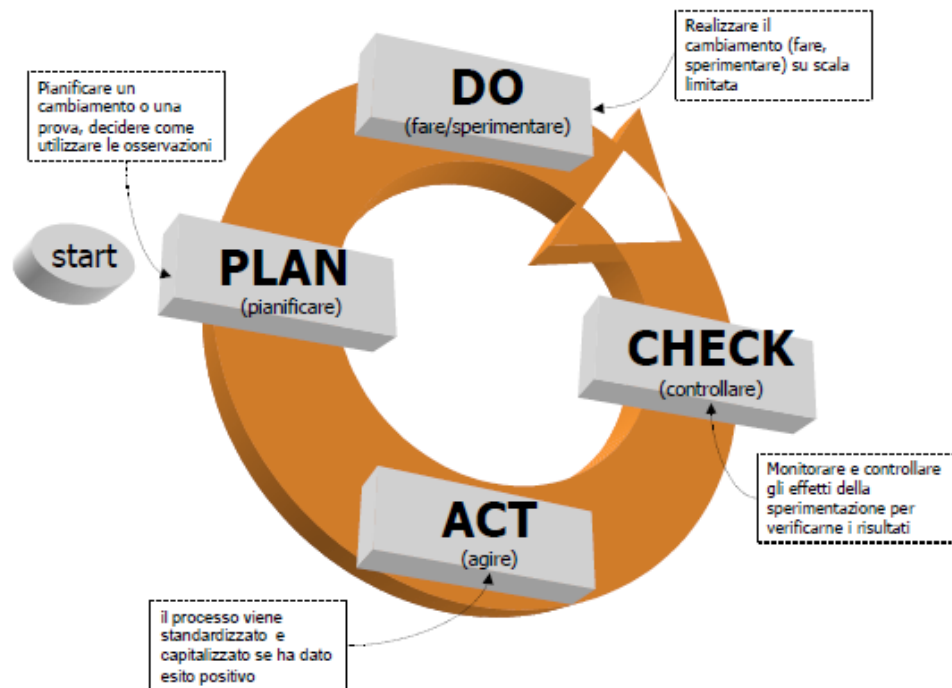 Realizzare il
cambiamento (fare,
sperimentare) su scala
limitata
DO
(fare/sperimentare)
Pianificare un
cambiamento o una
prova, decidere come
utilizzare le osservazioni
start
PLAN
(pianificare)
CHECK
(controllare)
Monitorare e controllare
gli effetti della
sperimentazione per
verificarne i risultati
ACT
(agire)
il processo viene
standardizzato e
capitalizzato se ha dato
esito positivo